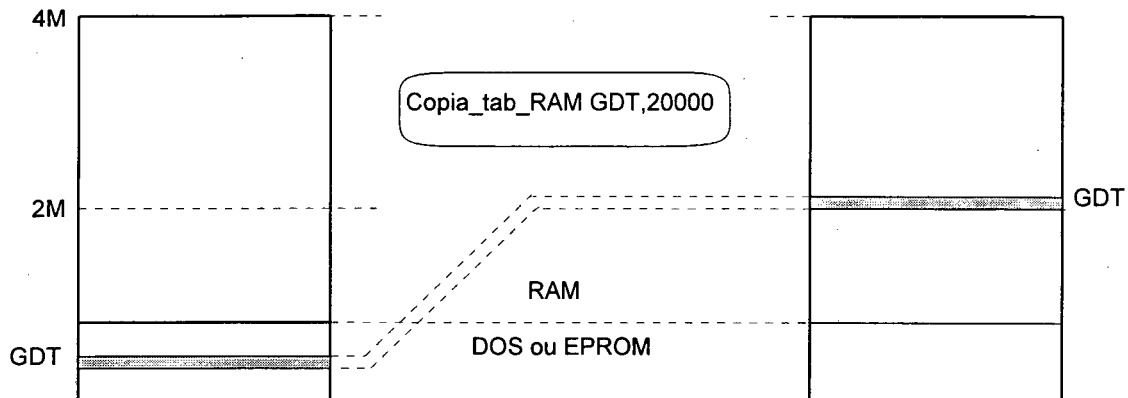 4M
Copia_tab_RAM GDT,20000
2M
GDT
RAM
DOS ou EPROM
GDT